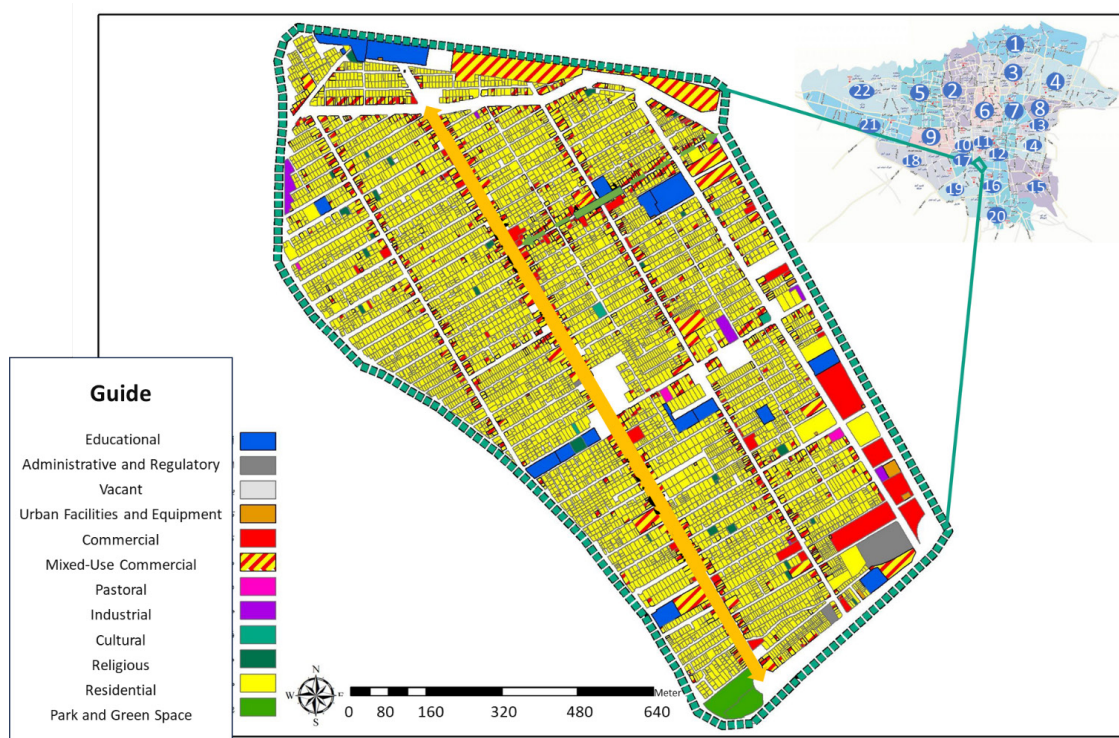 1
3
4
22
5
2
6
7
8
13
21
9
10
11
4
12
17
18
19
16
15
20
Guide
Educational
Administrative and Regulatory
Vacant
Urban Facilities and Equipment
Commercial
Mixed-Use Commercial
Pastoral
Industrial
Cultural
Religious
Residential
Park and Green Space
N
W E
S
Meter
0 80 160 320 480 640